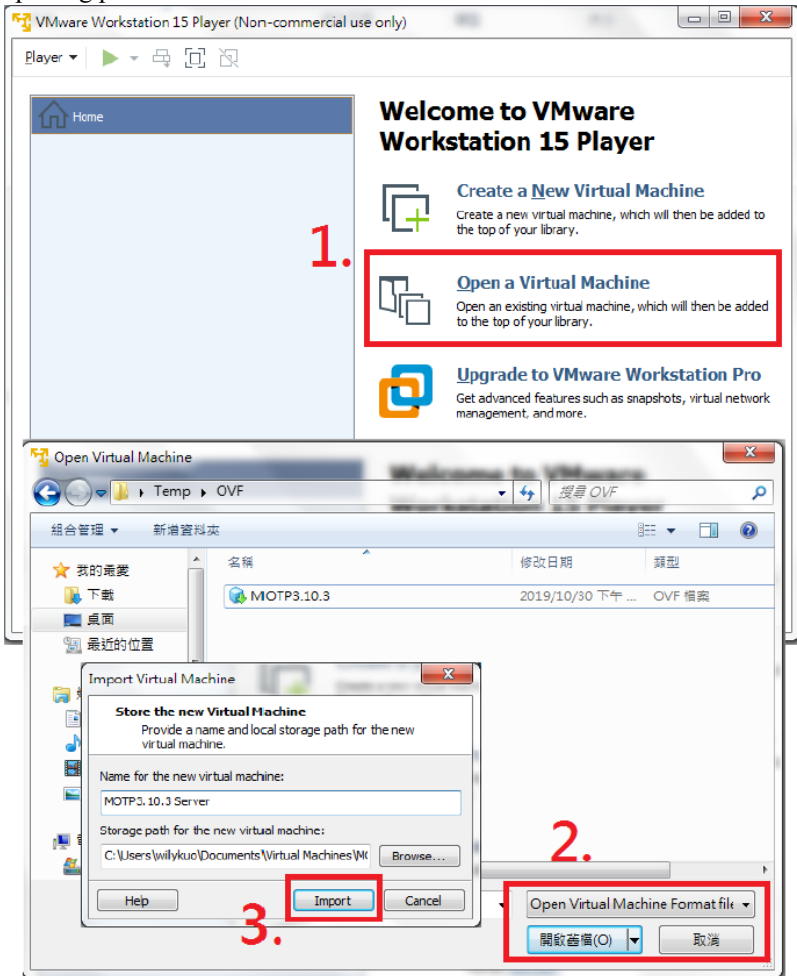 VMware Workstation 15 Player (Non-commercial use only)
Player
Home
Welcome to VMware
Workstation 15 Player
Create a New Virtual Machine
Create a new virtual machine, which will then be added to
the top of your library.
1.
Open a Virtual Machine
Open an existing virtual machine, which will then be added
to the top of your library.
Upgrade to VMware Workstation Pro
Get advanced features such as snapshots, virtual network
management, and more.
Open Virtual Machine
Temp OVF
搜尋 OVF
組合管理 新增資料夾
名稱 修改日期 類型
我的最愛
下載
桌面
最近的位置
MOTP3.10.3 2019/10/30 下午 ... OVF 檔案
Import Virtual Machine
Store the new Virtual Machine
Provide a name and local storage path for the new
virtual machine.
Name for the new virtual machine:
MOTP3.10.3 Server
Storage path for the new virtual machine:
C:\Users\willykuo\Documents\Virtual Machines\MO
Browse...
Help Import Cancel
3.
2.
Open Virtual Machine Format file
開啟舊檔(O) 取消